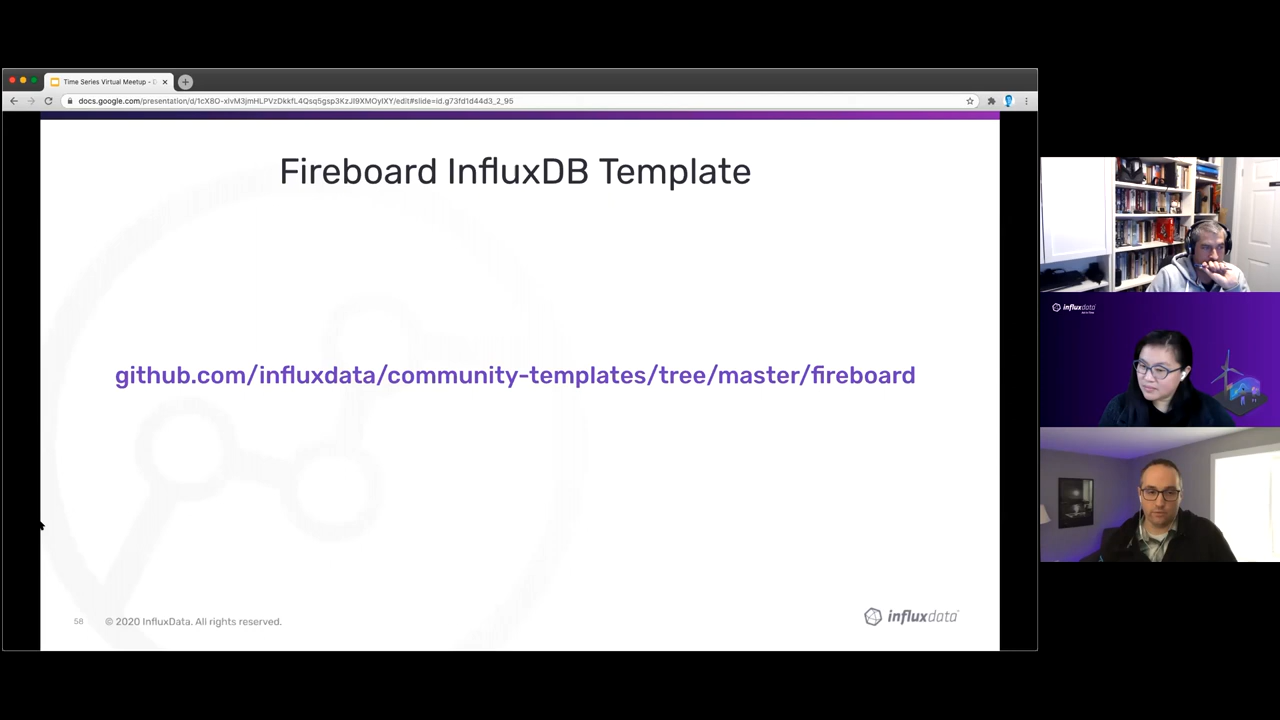 Time Series Virtual Meetup - D
docs.google.com/presentation/d/1cX8O-xlvM3jmHLPVzDkkfL4Qsq5gsp3KzJI9XMOyIXY/edit#slide=id.g73fd1d44d3_2_95
Fireboard InfluxDB Template
github.com/influxdata/community-templates/tree/master/fireboard
58 © 2020 InfluxData. All rights reserved.
influxdata
influxdata